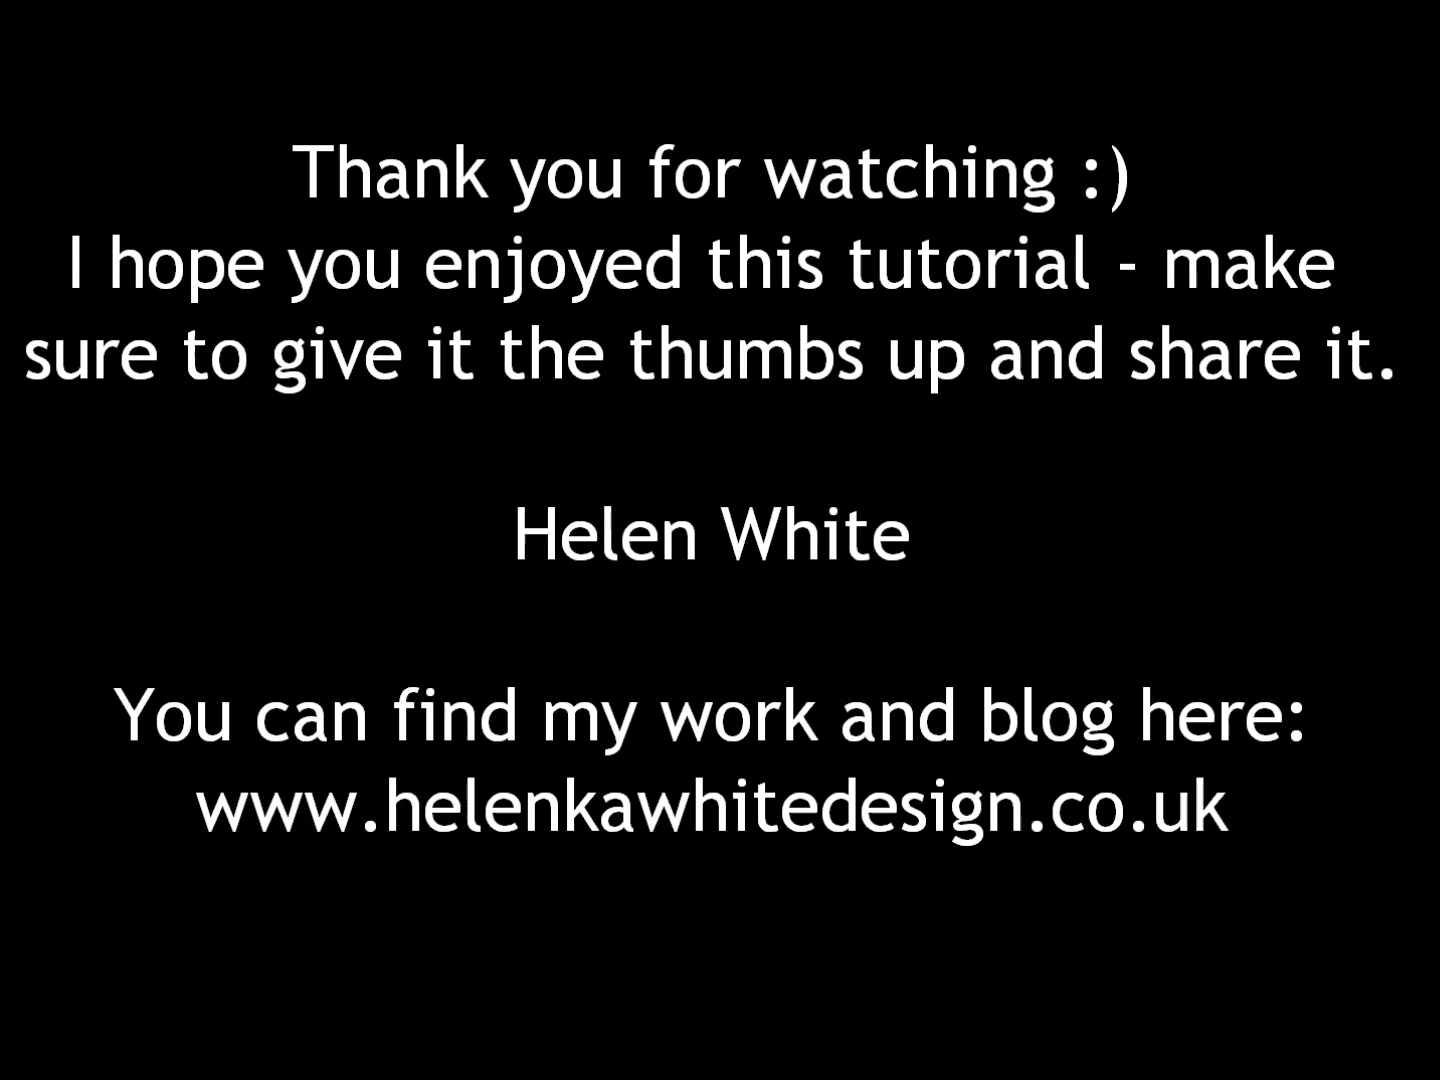 Thank you for watching :)
I hope you enjoyed this tutorial - make
sure to give it the thumbs up and share it.
Helen White
You can find my work and blog here:
www.helenkawhitedesign.co.uk